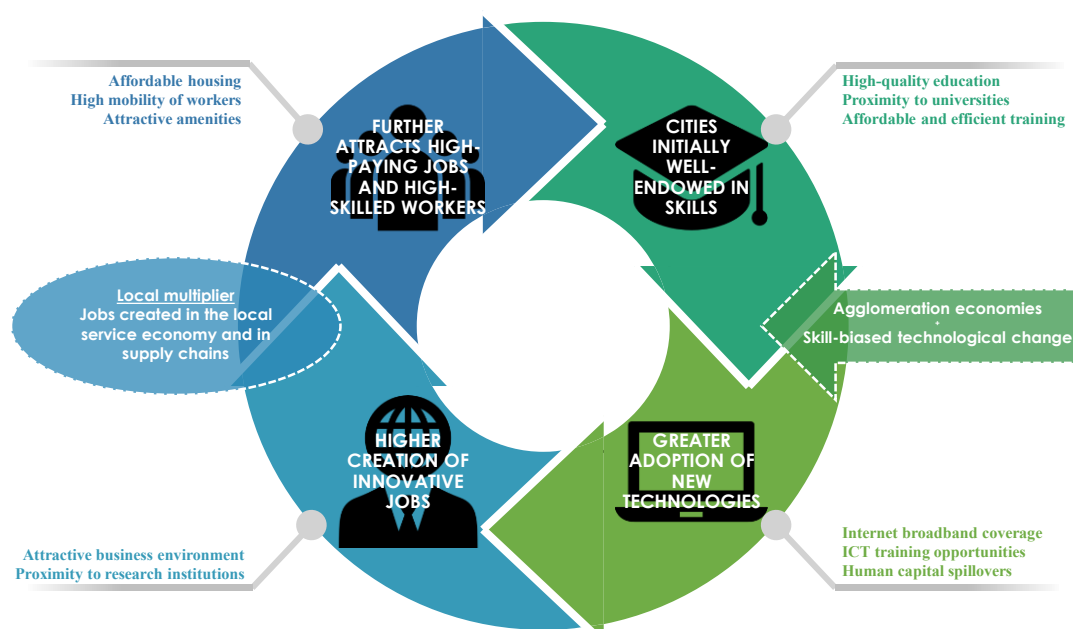 Affordable housing
High mobility of workers
Attractive amenities
High-quality education
Proximity to universities
Affordable and efficient training
FURTHER
ATTRACTS HIGH-
PAYING JOBS
AND HIGH-
SKILLED WORKERS
CITIES
INITIALLY
WELL-
ENDOWED IN
SKILLS
Local multiplier
Jobs created in the local
service economy and in
supply chains
Agglomeration economies
+
Skill-biased technological change
HIGHER
CREATION OF
INNOVATIVE
JOBS
GREATER
ADOPTION OF
NEW
TECHNOLOGIES
Attractive business environment
Proximity to research institutions
Internet broadband coverage
ICT training opportunities
Human capital spillovers